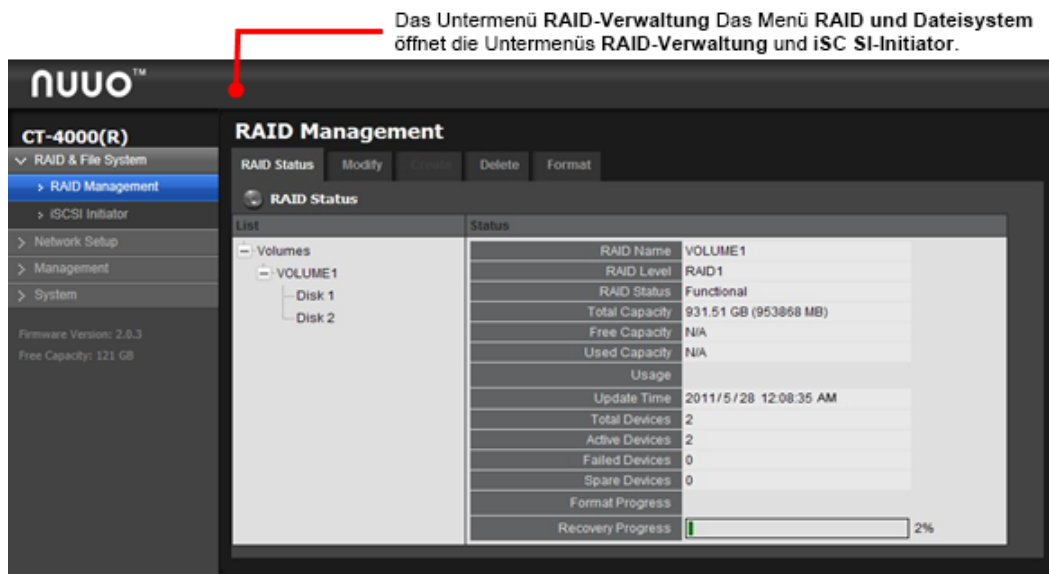 Das Untermenü RAID-Verwaltung Das Menü RAID und Dateisystem
öffnet die Untermenüs RAID-Verwaltung und iSC SI-Initiator.
nuuo™
CT-4000(R)
RAID & File System
RAID Management
iSCSI Initiator
Network Setup
Management
System
Firmware Version: 2.0.3
Free Capacity: 121 GB
RAID Management
RAID Status Modify Create Delete Format
RAID Status
List Status
Volumes
VOLUME1
Disk 1
Disk 2
RAID Name VOLUME1
RAID Level RAID1
RAID Status Functional
Total Capacity 931.51 GB (953868 MB)
Free Capacity N/A
Used Capacity N/A
Usage
Update Time 2011/5/28 12:08:35 AM
Total Devices 2
Active Devices 2
Failed Devices 0
Spare Devices 0
Format Progress
Recovery Progress 2%